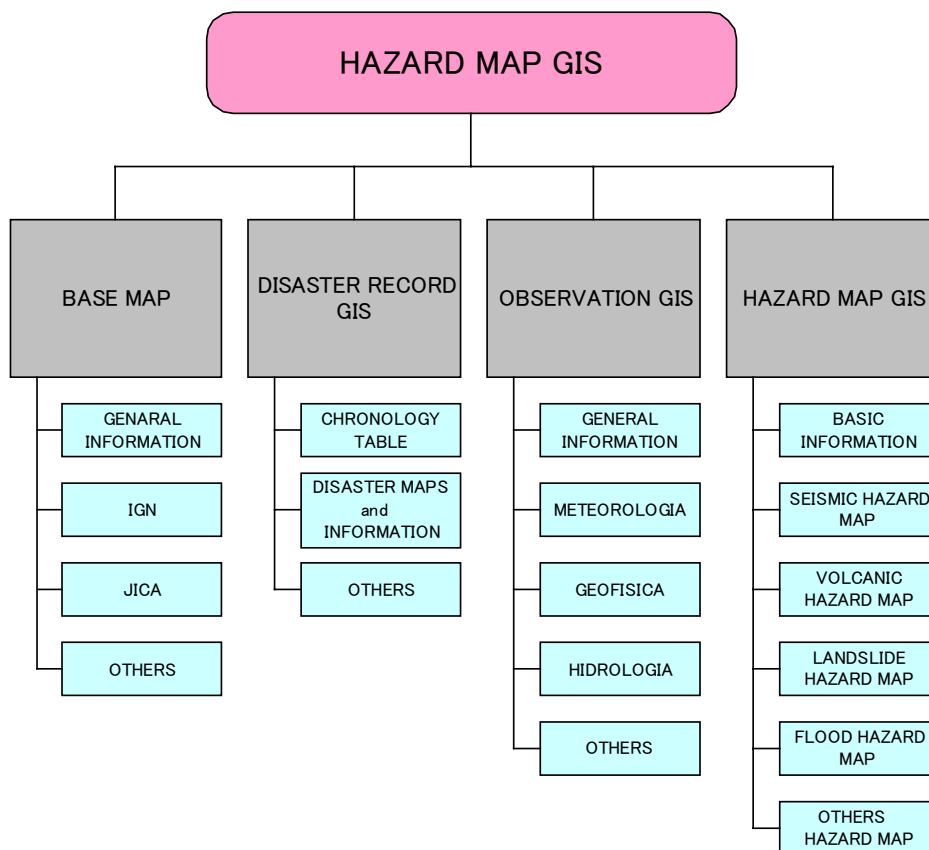 HAZARD MAP GIS
BASE MAP
GENARAL
INFORMATION
IGN
JICA
OTHERS
DISASTER RECORD
GIS
CHRONOLOGY
TABLE
DISASTER MAPS
and
INFORMATION
OTHERS
OBSERVATION GIS
GENERAL
INFORMATION
METEOROLOGIA
GEOFISICA
HIDROLOGIA
OTHERS
HAZARD MAP GIS
BASIC
INFORMATION
SEISMIC HAZARD
MAP
VOLCANIC
HAZARD MAP
LANDSLIDE
HAZARD MAP
FLOOD HAZARD
MAP
OTHERS
HAZARD MAP